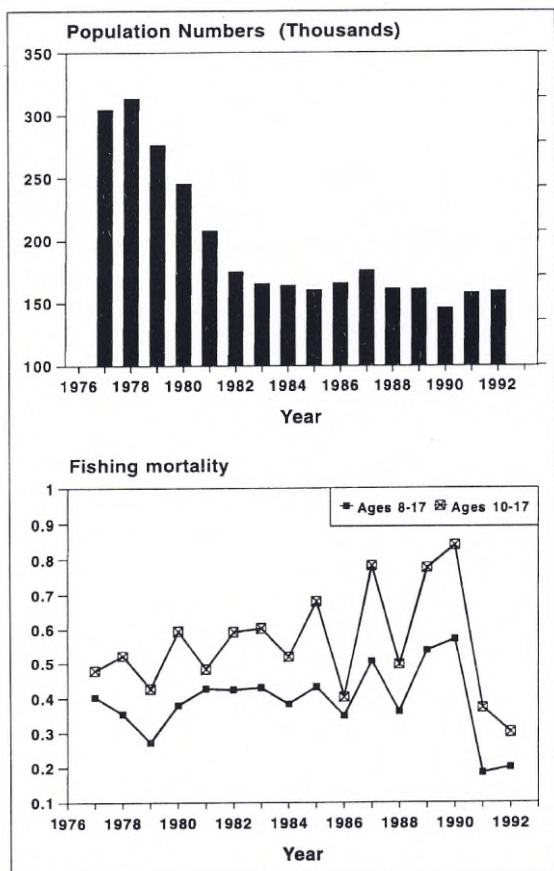 Population Numbers (Thousands)
350
300
250
200
150
100
1976 1978 1980 1982 1984 1986 1988 1990 1992
Year
Fishing mortality
Ages 8-17 Ages 10-17
1
0.9
0.8
0.7
0.6
0.5
0.4
0.3
0.2
0.1
1976 1978 1980 1982 1984 1986 1988 1990 1992
Year